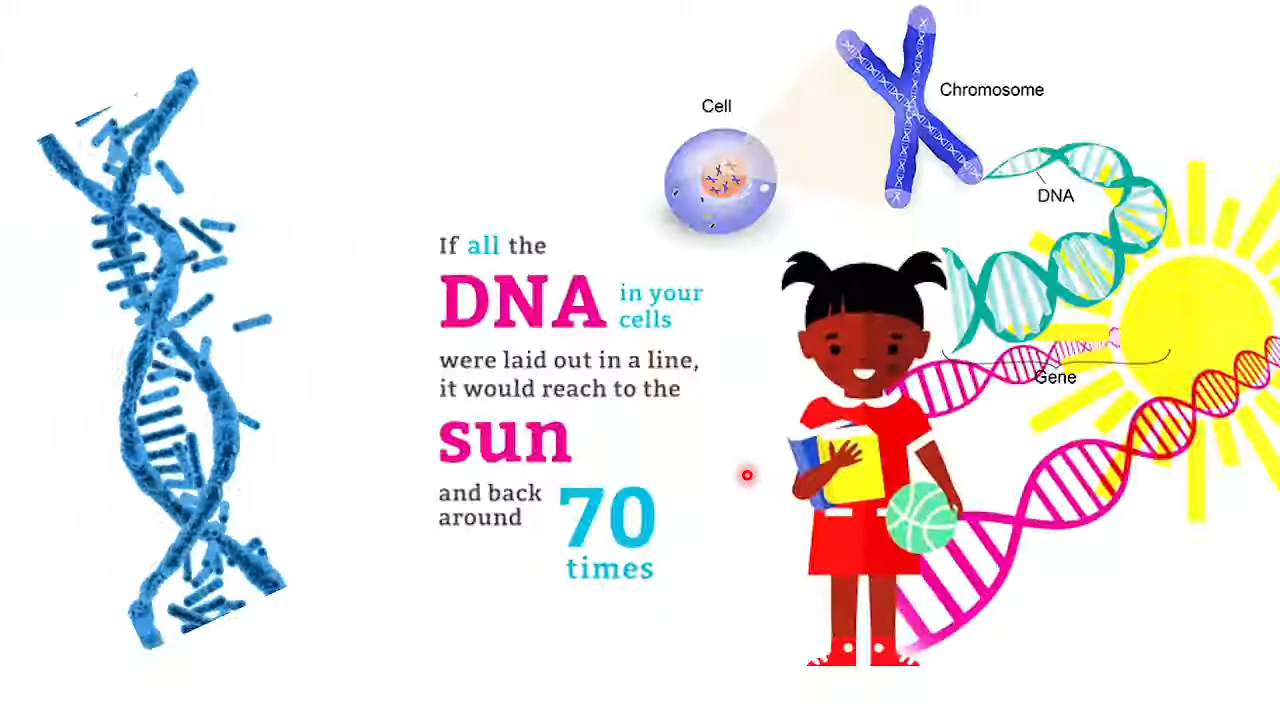 Cell
Chromosome
DNA
Gene
If all the
DNA in your
cells
were laid out in a line,
it would reach to the
sun
and back
around 70
times